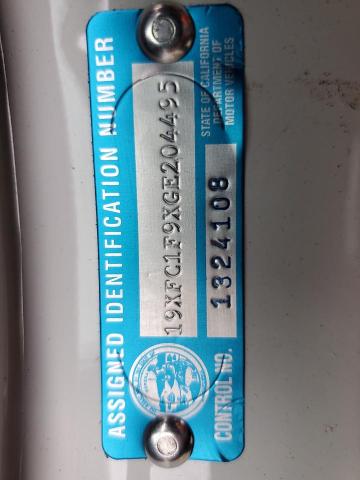 ASSIGNED IDENTIFICATION NUMBER
19XFC1F9XGE204495
STATE OF CALIFORNIA
DEPARTMENT OF
MOTOR VEHICLES
CONTROL NO. 1324108